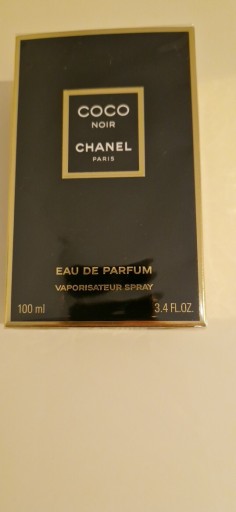 COCO
NOIR
CHANEL
PARIS
EAU DE PARFUM
VAPORISATEUR SPRAY
100 ml 3.4 FL.OZ.